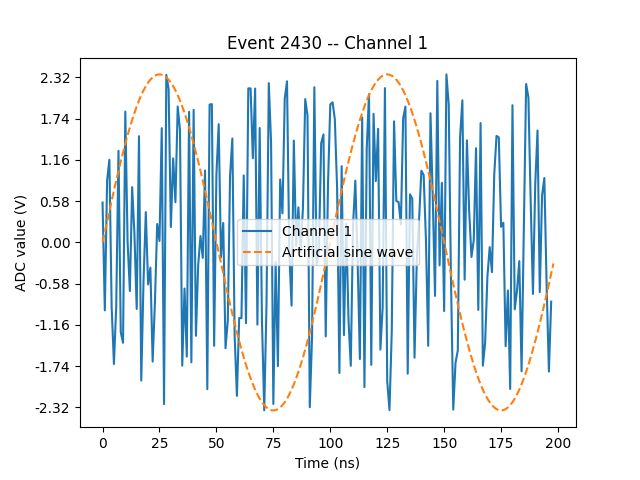 Event 2430 -- Channel 1
2.32
1.74
1.16
0.58
0.00
-0.58
-1.16
-1.74
-2.32
ADC value (V)
Channel 1
Artificial sine wave
0 25 50 75 100 125 150 175 200
Time (ns)